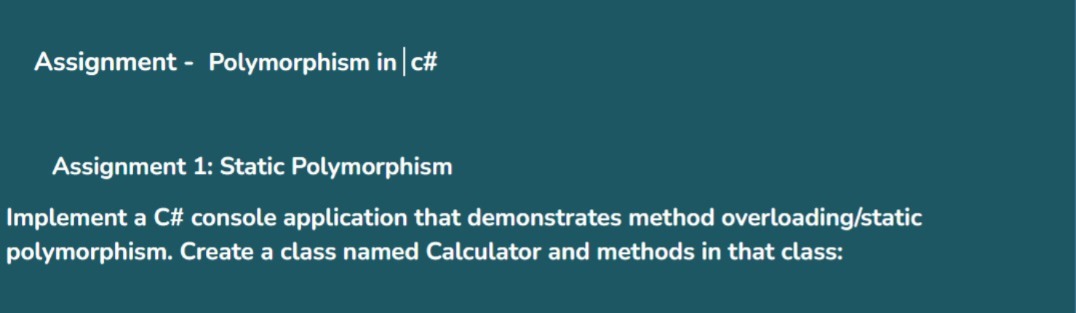 Assignment - Polymorphism in c#
Assignment 1: Static Polymorphism
Implement a C# console application that demonstrates method overloading/static
polymorphism. Create a class named Calculator and methods in that class: